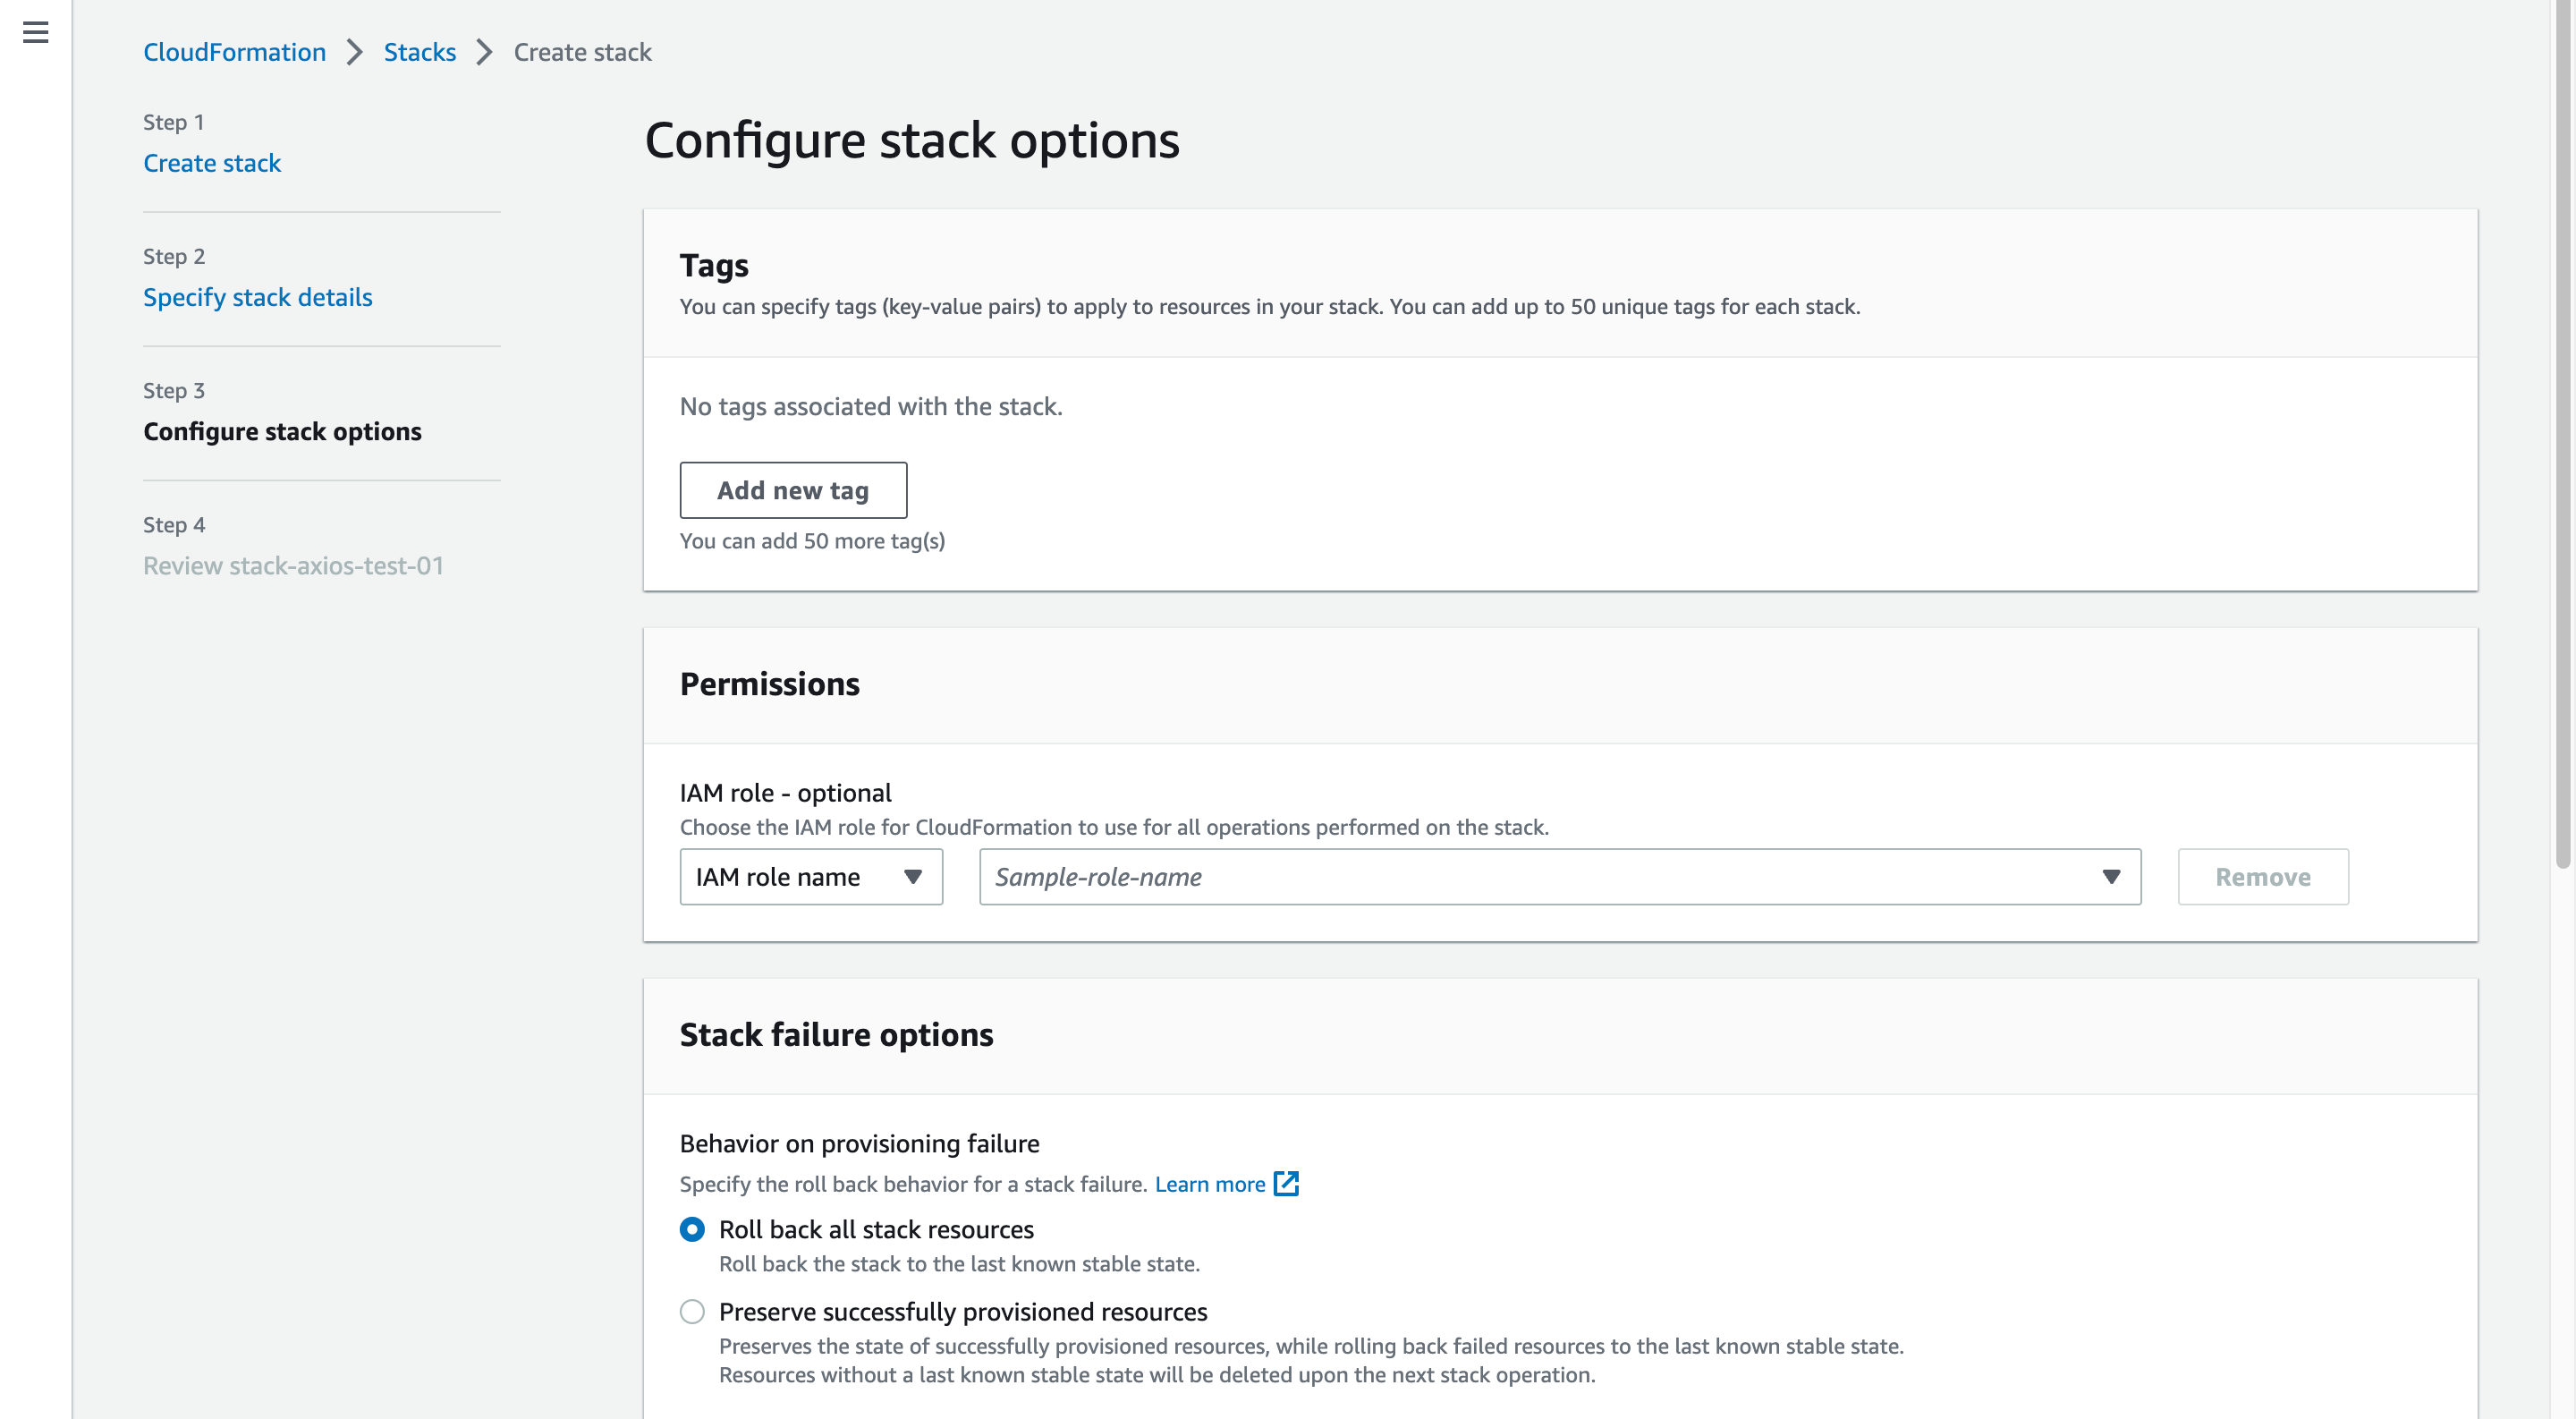 CloudFormation > Stacks > Create stack
Step 1
Create stack
Step 2
Specify stack details
Step 3
Configure stack options
Step 4
Review stack-axios-test-01
Configure stack options
Tags
You can specify tags (key-value pairs) to apply to resources in your stack. You can add up to 50 unique tags for each stack.
No tags associated with the stack.
Add new tag
You can add 50 more tag(s)
Permissions
IAM role - optional
Choose the IAM role for CloudFormation to use for all operations performed on the stack.
IAM role name
Sample-role-name
Remove
Stack failure options
Behavior on provisioning failure
Specify the roll back behavior for a stack failure. Learn more
Roll back all stack resources
Roll back the stack to the last known stable state.
Preserve successfully provisioned resources
Preserves the state of successfully provisioned resources, while rolling back failed resources to the last known stable state.
Resources without a last known stable state will be deleted upon the next stack operation.